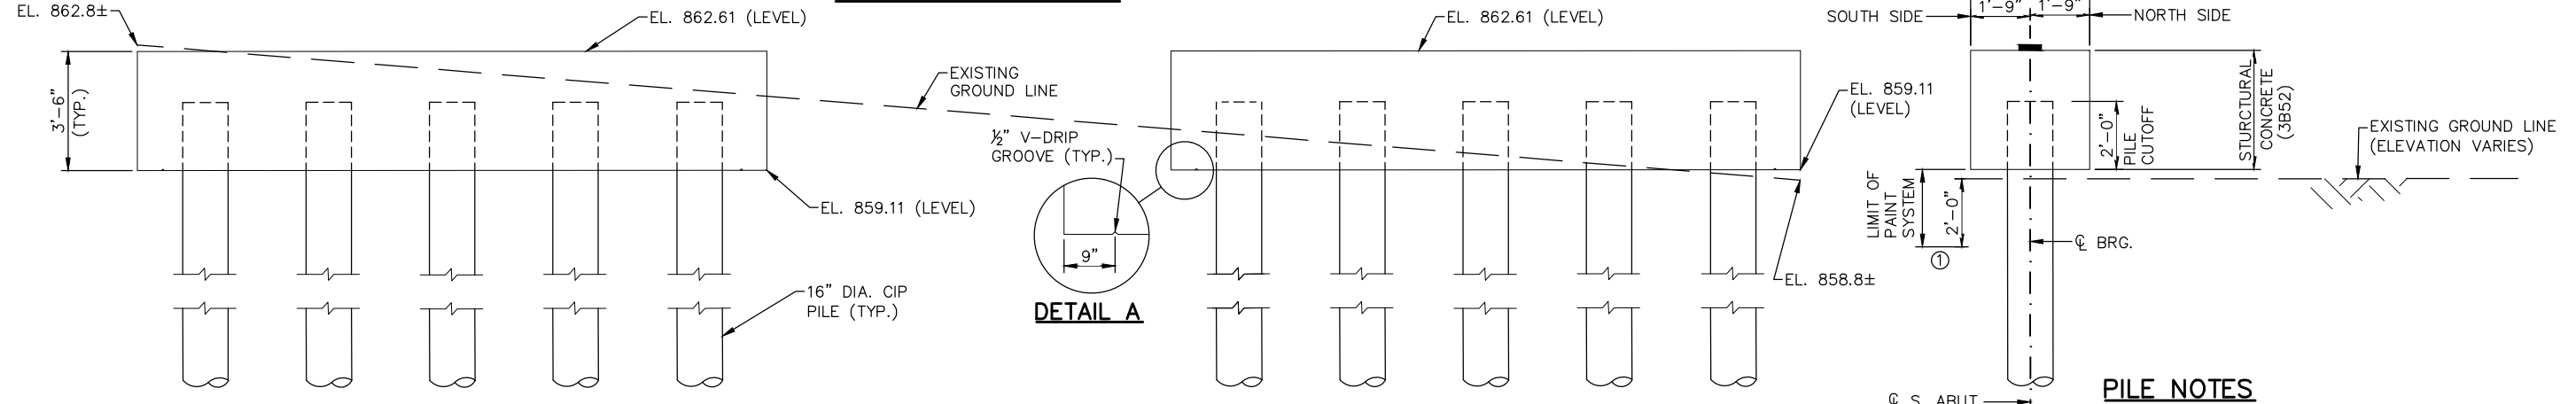 EL. 862.8±
EL. 862.61 (LEVEL)
3'-6"
(TYP.)
EXISTING
GROUND LINE
EL. 859.11 (LEVEL)
16" DIA. CIP
PILE (TYP.)
½" V-DRIP
GROOVE (TYP.)
9"
DETAIL A
EL. 862.61 (LEVEL)
EL. 859.11
(LEVEL)
EL. 858.8±
SOUTH SIDE
1'-9"
1'-9"
NORTH SIDE
2'-0"
PILE
CUTOFF
STURCTURAL
CONCRETE
(3B52)
EXISTING GROUND LINE
(ELEVATION VARIES)
LIMIT OF
PAINT
SYSTEM
2'-0"
1
℄ BRG.
℄ S. ABUT
PILE NOTES